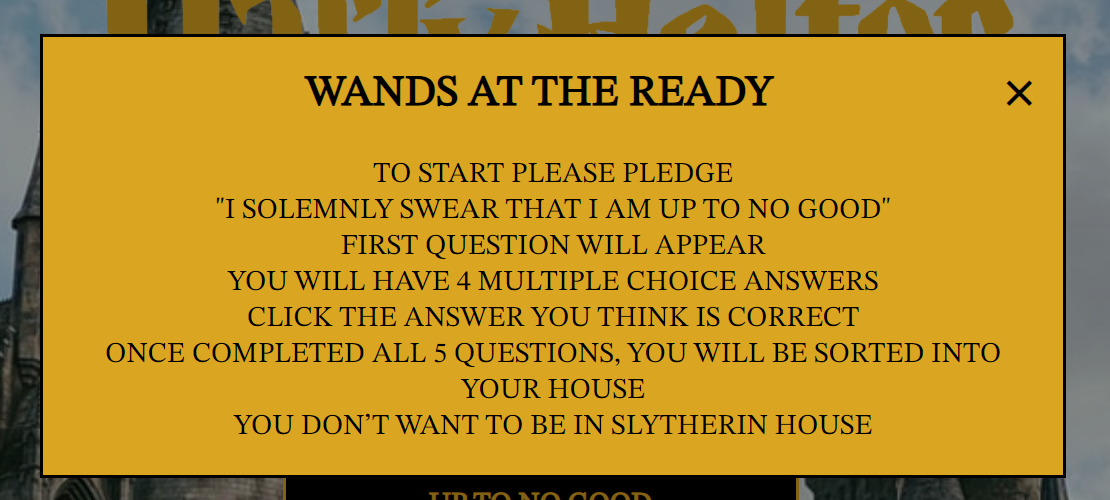 Harry Potter
WANDS AT THE READY
×
TO START PLEASE PLEDGE
"I SOLEMNLY SWEAR THAT I AM UP TO NO GOOD"
FIRST QUESTION WILL APPEAR
YOU WILL HAVE 4 MULTIPLE CHOICE ANSWERS
CLICK THE ANSWER YOU THINK IS CORRECT
ONCE COMPLETED ALL 5 QUESTIONS, YOU WILL BE SORTED INTO
YOUR HOUSE
YOU DON’T WANT TO BE IN SLYTHERIN HOUSE
UP TO NO GOOD